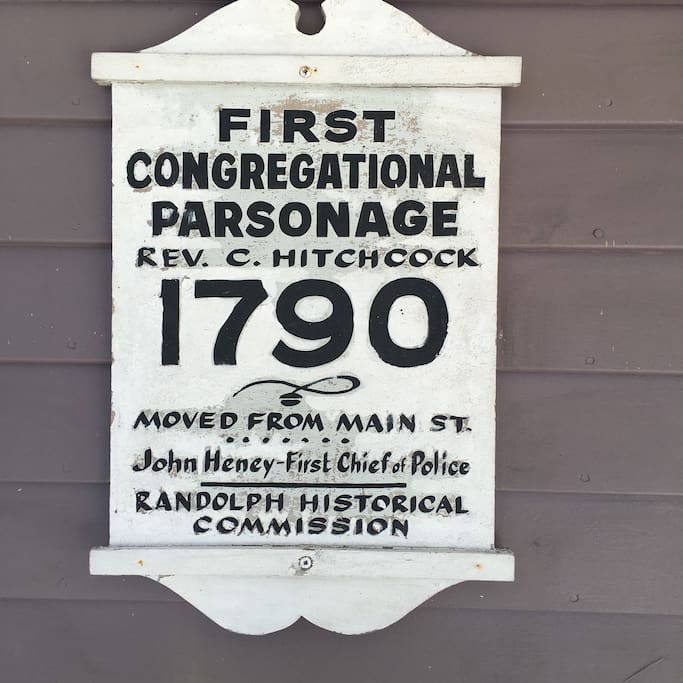 FIRST
CONGREGATIONAL
PARSONAGE
REV. C. HITCHCOCK
1790
MOVED FROM MAIN ST.
John Heney-First Chief of Police
RANDOLPH HISTORICAL
COMMISSION